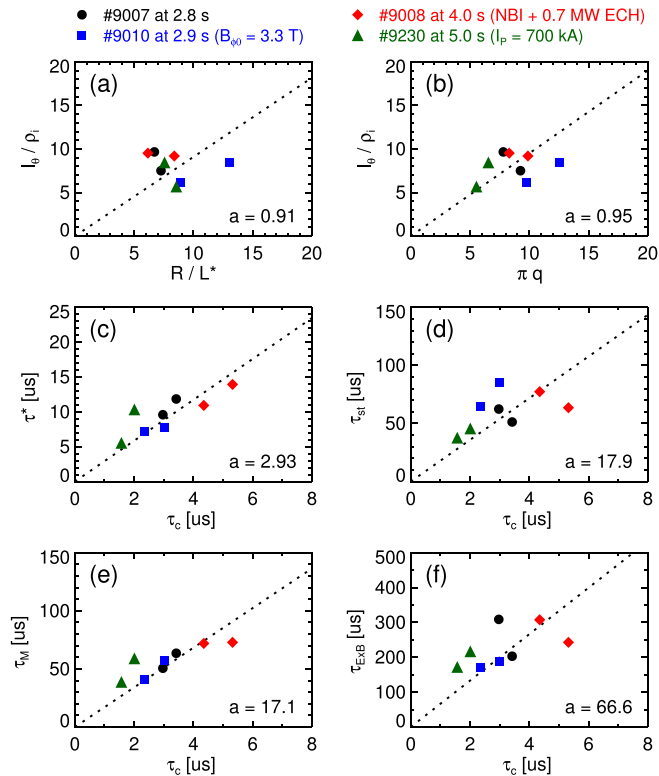 #9007 at 2.8 s
#9008 at 4.0 s (NBI + 0.7 MW ECH)
#9010 at 2.9 s (Bϕ0 = 3.3 T)
#9230 at 5.0 s (IP = 700 kA)
(a)
20
15
10
5
0
lθ / ρi
a = 0.91
0 5 10 15 20
R / L*
(b)
20
15
10
5
0
lθ / ρi
a = 0.95
0 5 10 15 20
π q
(c)
25
20
15
10
5
0
τ* [us]
a = 2.93
0 2 4 6 8
τc [us]
(d)
150
100
50
0
τst [us]
a = 17.9
0 2 4 6 8
τc [us]
(e)
150
100
50
0
τM [us]
a = 17.1
0 2 4 6 8
τc [us]
(f)
500
400
300
200
100
0
τExB [us]
a = 66.6
0 2 4 6 8
τc [us]